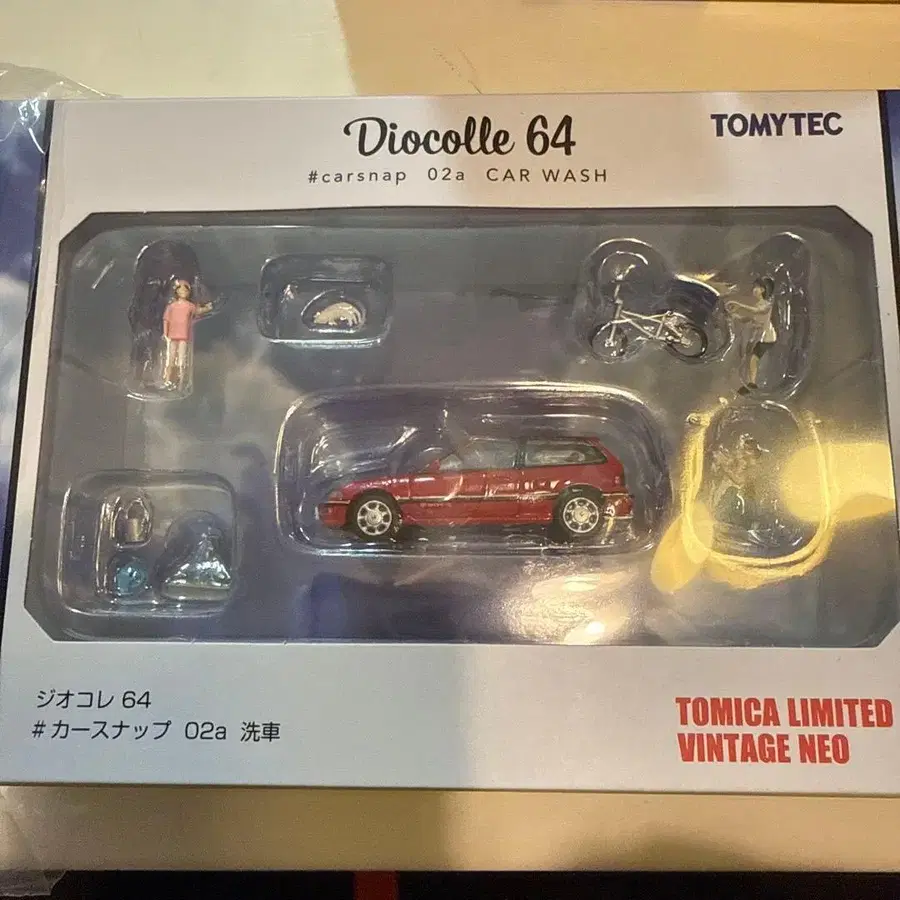 Diocolle 64
TOMYTEC
#carsnap 02a CAR WASH
ジオコレ 64
#カースナップ 02a 洗車
TOMICA LIMITED
VINTAGE NEO